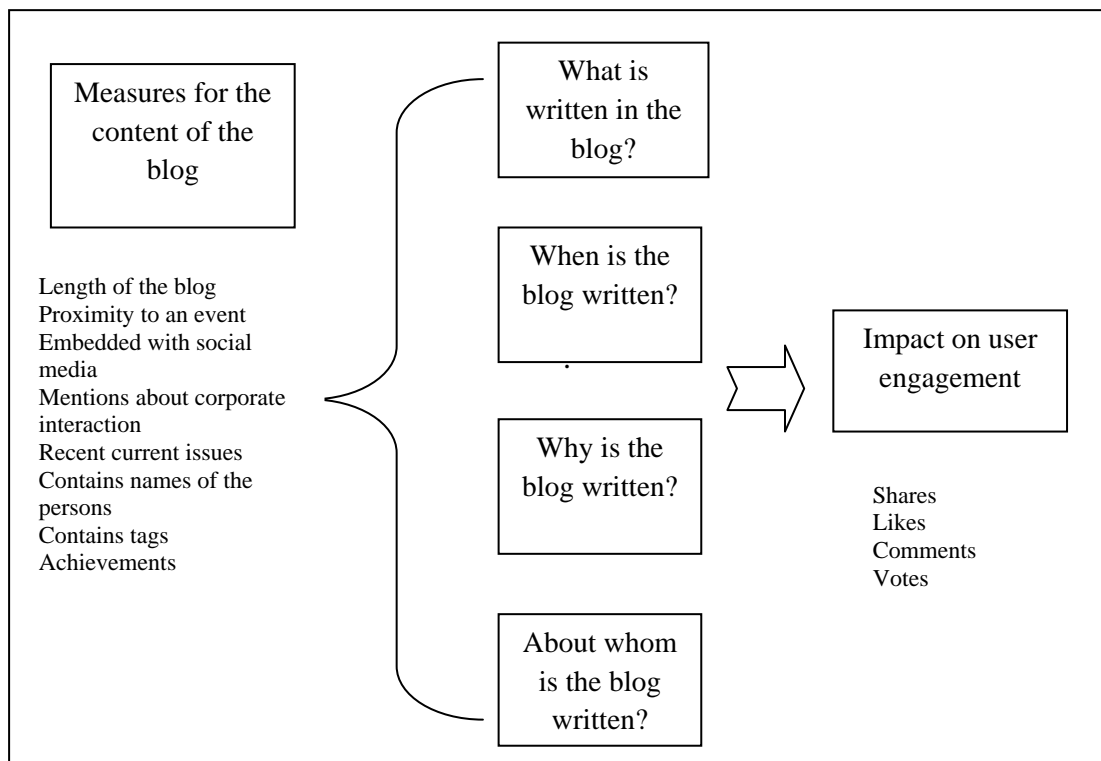 Measures for the
content of the
blog
Length of the blog
Proximity to an event
Embedded with social
media
Mentions about corporate
interaction
Recent current issues
Contains names of the
persons
Contains tags
Achievements
What is
written in the
blog?
When is the
blog written?
.
Why is the
blog written?
About whom
is the blog
written?
Impact on user
engagement
Shares
Likes
Comments
Votes